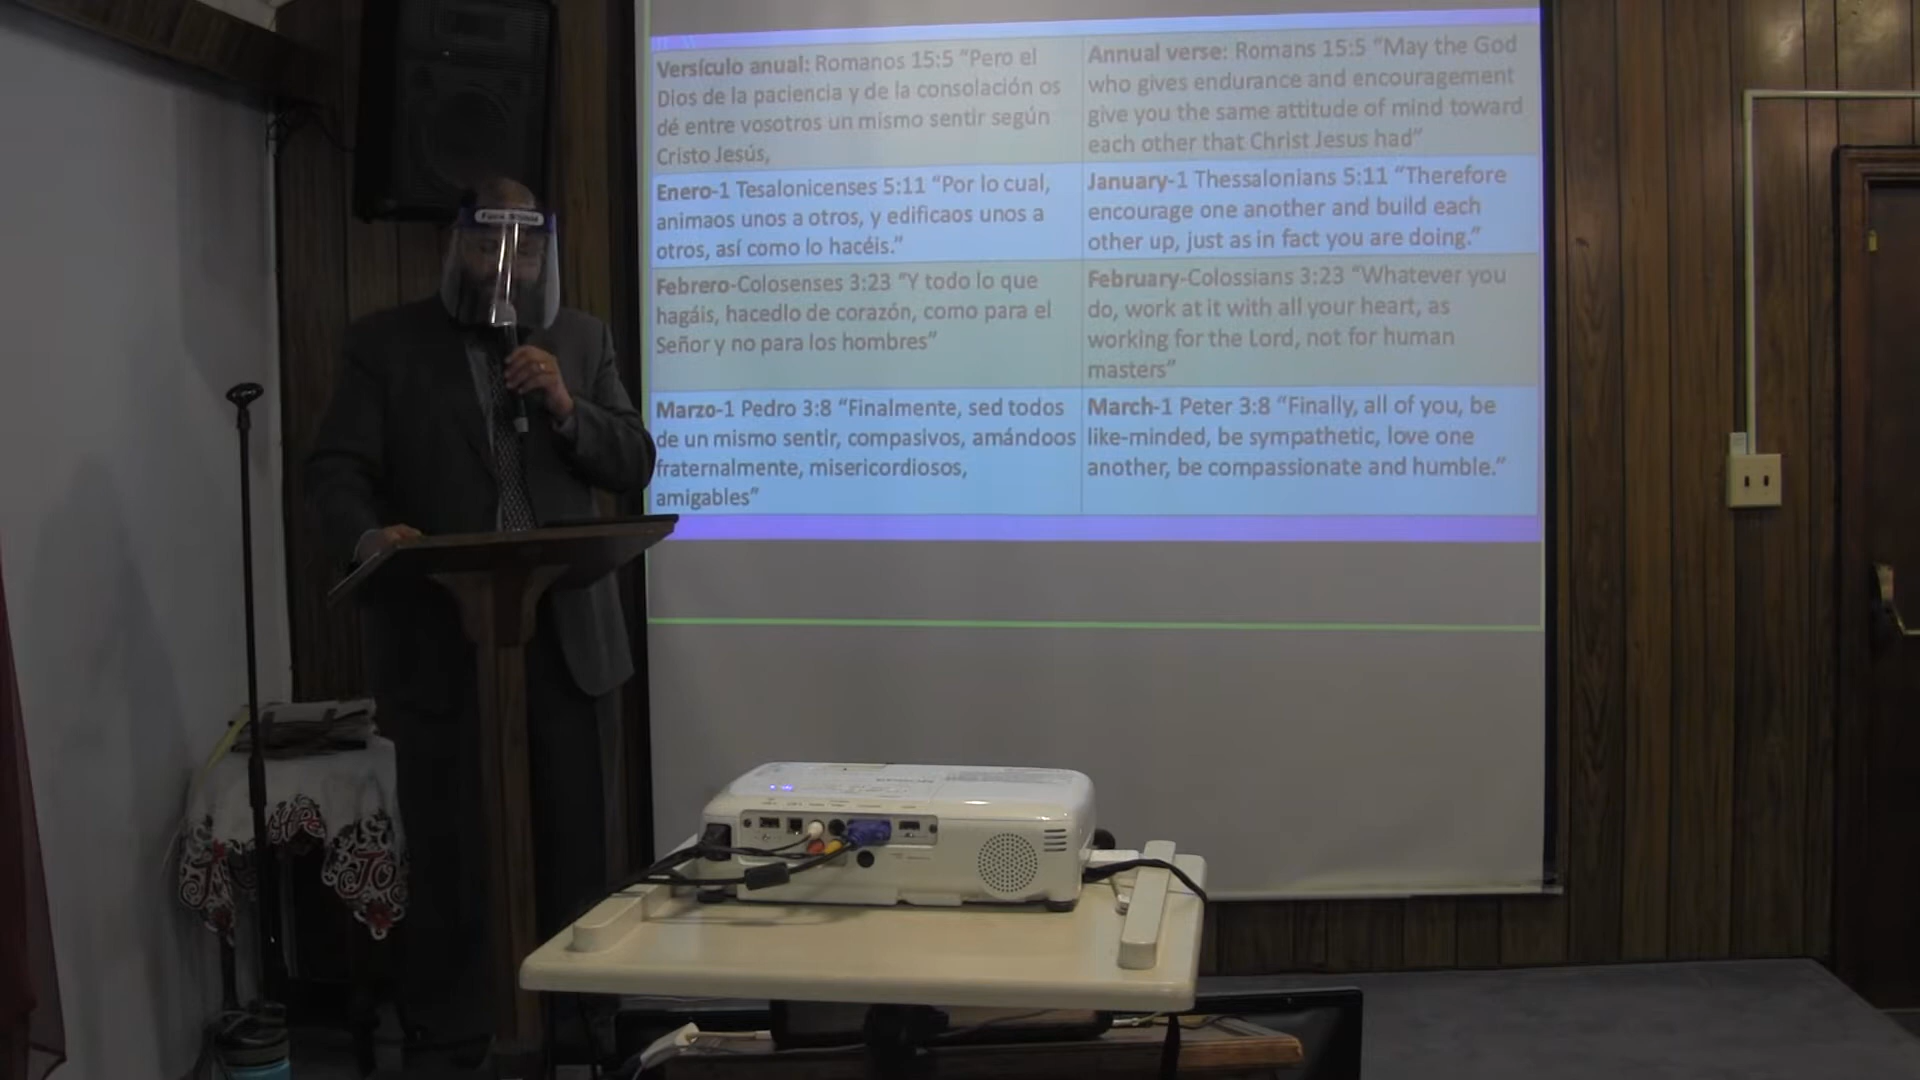 Versículo anual: Romanos 15:5 “Pero el
Dios de la paciencia y de la consolación os
dé entre vosotros un mismo sentir según
Cristo Jesús,
Annual verse: Romans 15:5 “May the God
who gives endurance and encouragement
give you the same attitude of mind toward
each other that Christ Jesus had”
Enero-1 Tesalonicenses 5:11 “Por lo cual,
animaos unos a otros, y edificaos unos a
otros, así como lo hacéis.”
January-1 Thessalonians 5:11 “Therefore
encourage one another and build each
other up, just as in fact you are doing.”
Febrero-Colosenses 3:23 “Y todo lo que
hagáis, hacedlo de corazón, como para el
Señor y no para los hombres”
February-Colossians 3:23 “Whatever you
do, work at it with all your heart, as
working for the Lord, not for human
masters”
Marzo-1 Pedro 3:8 “Finalmente, sed todos
de un mismo sentir, compasivos, amándoos
fraternalmente, misericordiosos,
amigables”
March-1 Peter 3:8 “Finally, all of you, be
like-minded, be sympathetic, love one
another, be compassionate and humble.”
Face Shield